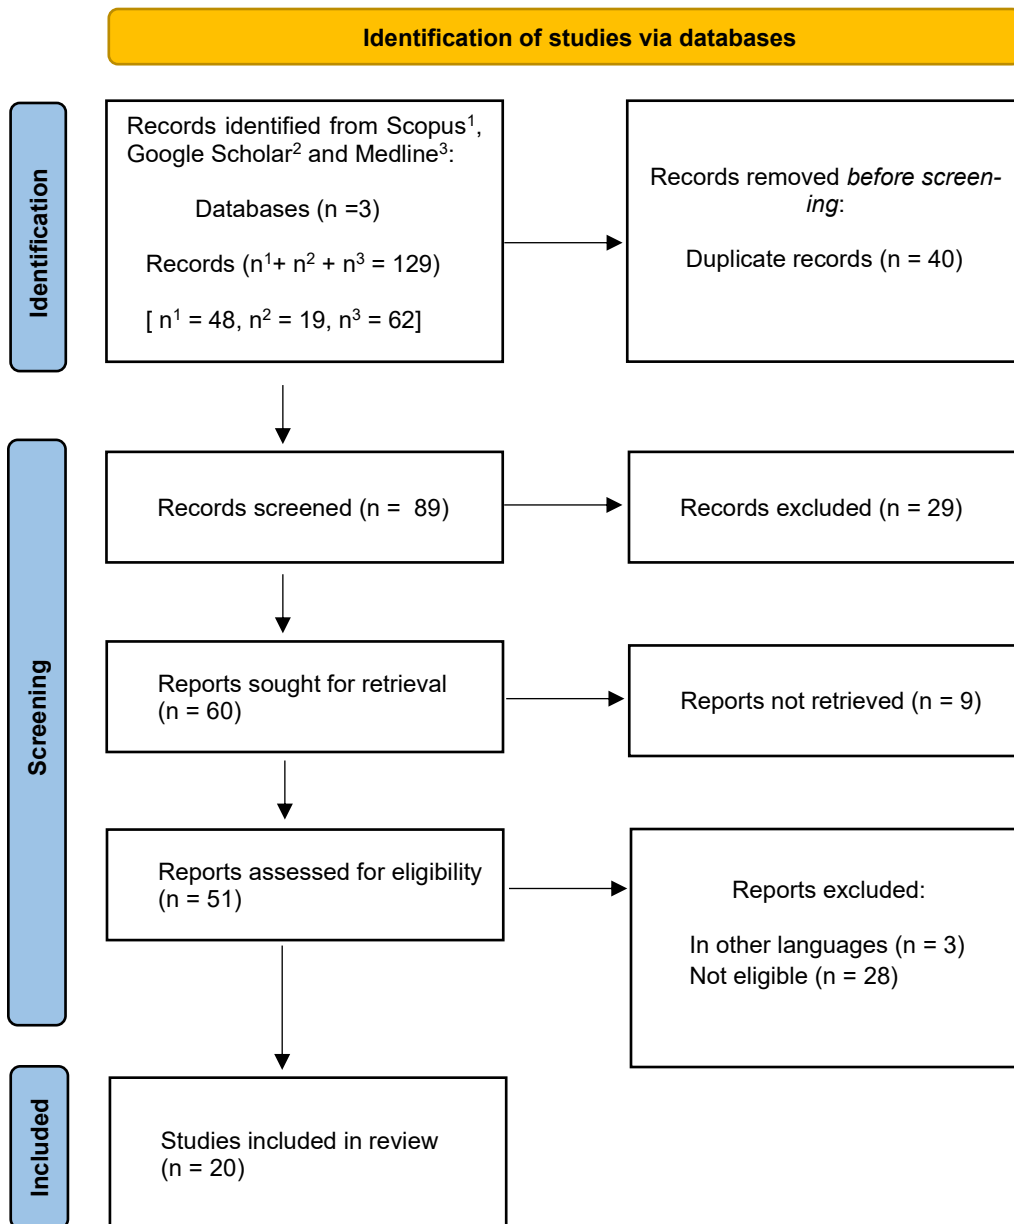 Identification of studies via databases
Identification
Records identified from Scopus¹,
Google Scholar² and Medline³:
Databases (n =3)
Records (n¹+ n² + n³ = 129)
[ n¹ = 48, n² = 19, n³ = 62]
Records removed before screen-
ing:
Duplicate records (n = 40)
Screening
Records screened (n =  89)
Records excluded (n = 29)
Reports sought for retrieval
(n = 60)
Reports not retrieved (n = 9)
Reports assessed for eligibility
(n = 51)
Reports excluded:
In other languages (n = 3)
Not eligible (n = 28)
Included
Studies included in review
(n = 20)